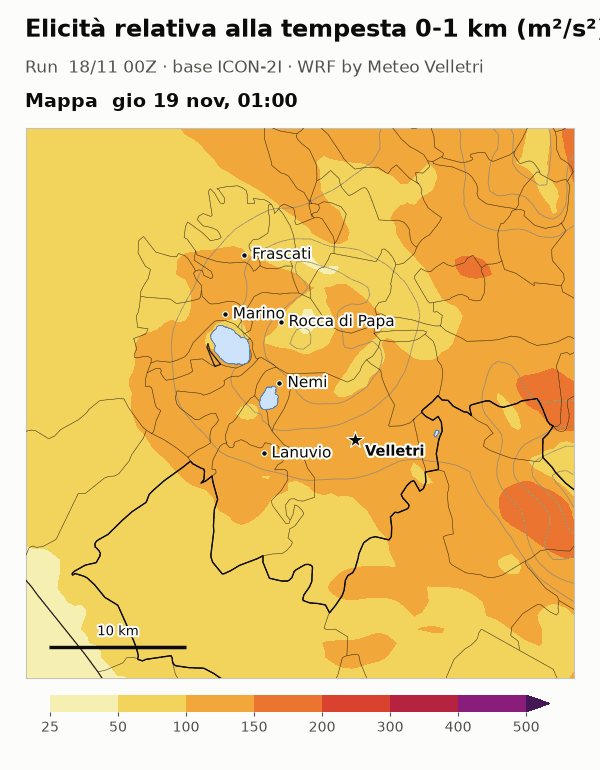 Elicità relativa alla tempesta 0-1 km (m²/s²)
Run 18/11 00Z · base ICON-2I · WRF by Meteo Velletri
Mappa gio 19 nov, 01:00
Frascati
Marino
Rocca di Papa
Nemi
Velletri
Lanuvio
10 km
25 50 100 150 200 300 400 500